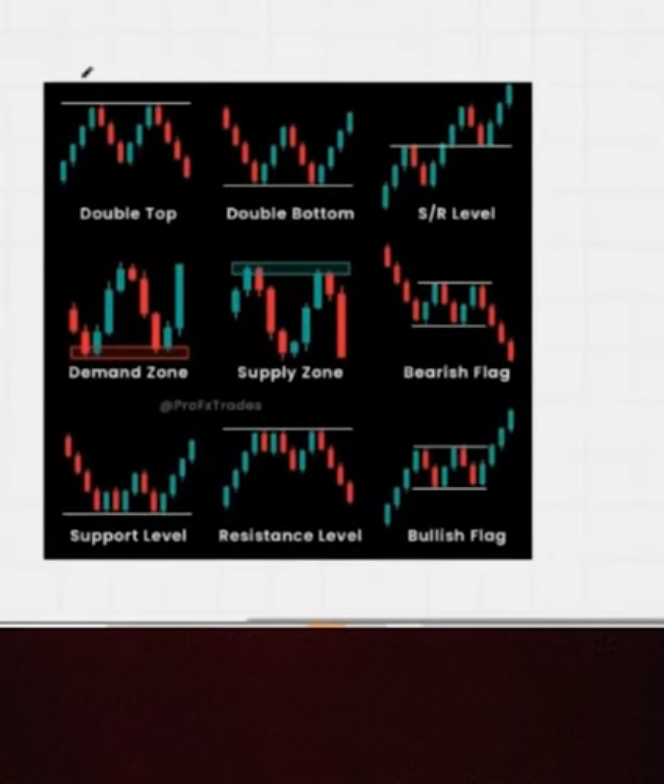 Double Top
Double Bottom
S/R Level
Demand Zone
Supply Zone
Bearish Flag
@ProFxTrades
Support Level
Resistance Level
Bullish Flag